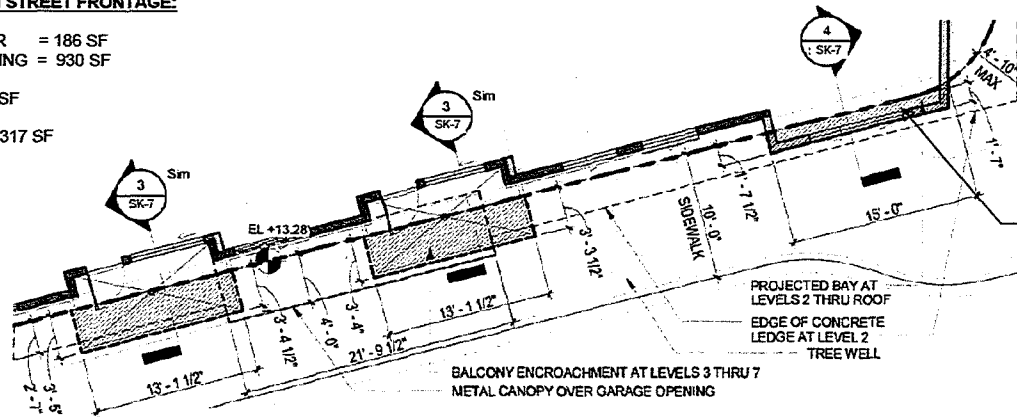 STREET FRONTAGE:
R = 186 SF
ING = 930 SF
SF
317 SF
4
SK-7
4'-10"
MAX
3
SK-7
Sim
3
SK-7
Sim
1'-7"
EL +13.28
1'-7 1/2"
15'-0"
SIDEWALK
10'-0"
3'-3 1/2"
PROJECTED BAY AT
LEVELS 2 THRU ROOF
EDGE OF CONCRETE
LEDGE AT LEVEL 2
TREE WELL
13'-1 1/2"
3'-4"
4'-0"
3'-4 1/2"
21'-9 1/2"
13'-1 1/2"
3'-5"
2'-7"
BALCONY ENCROACHMENT AT LEVELS 3 THRU 7
METAL CANOPY OVER GARAGE OPENING